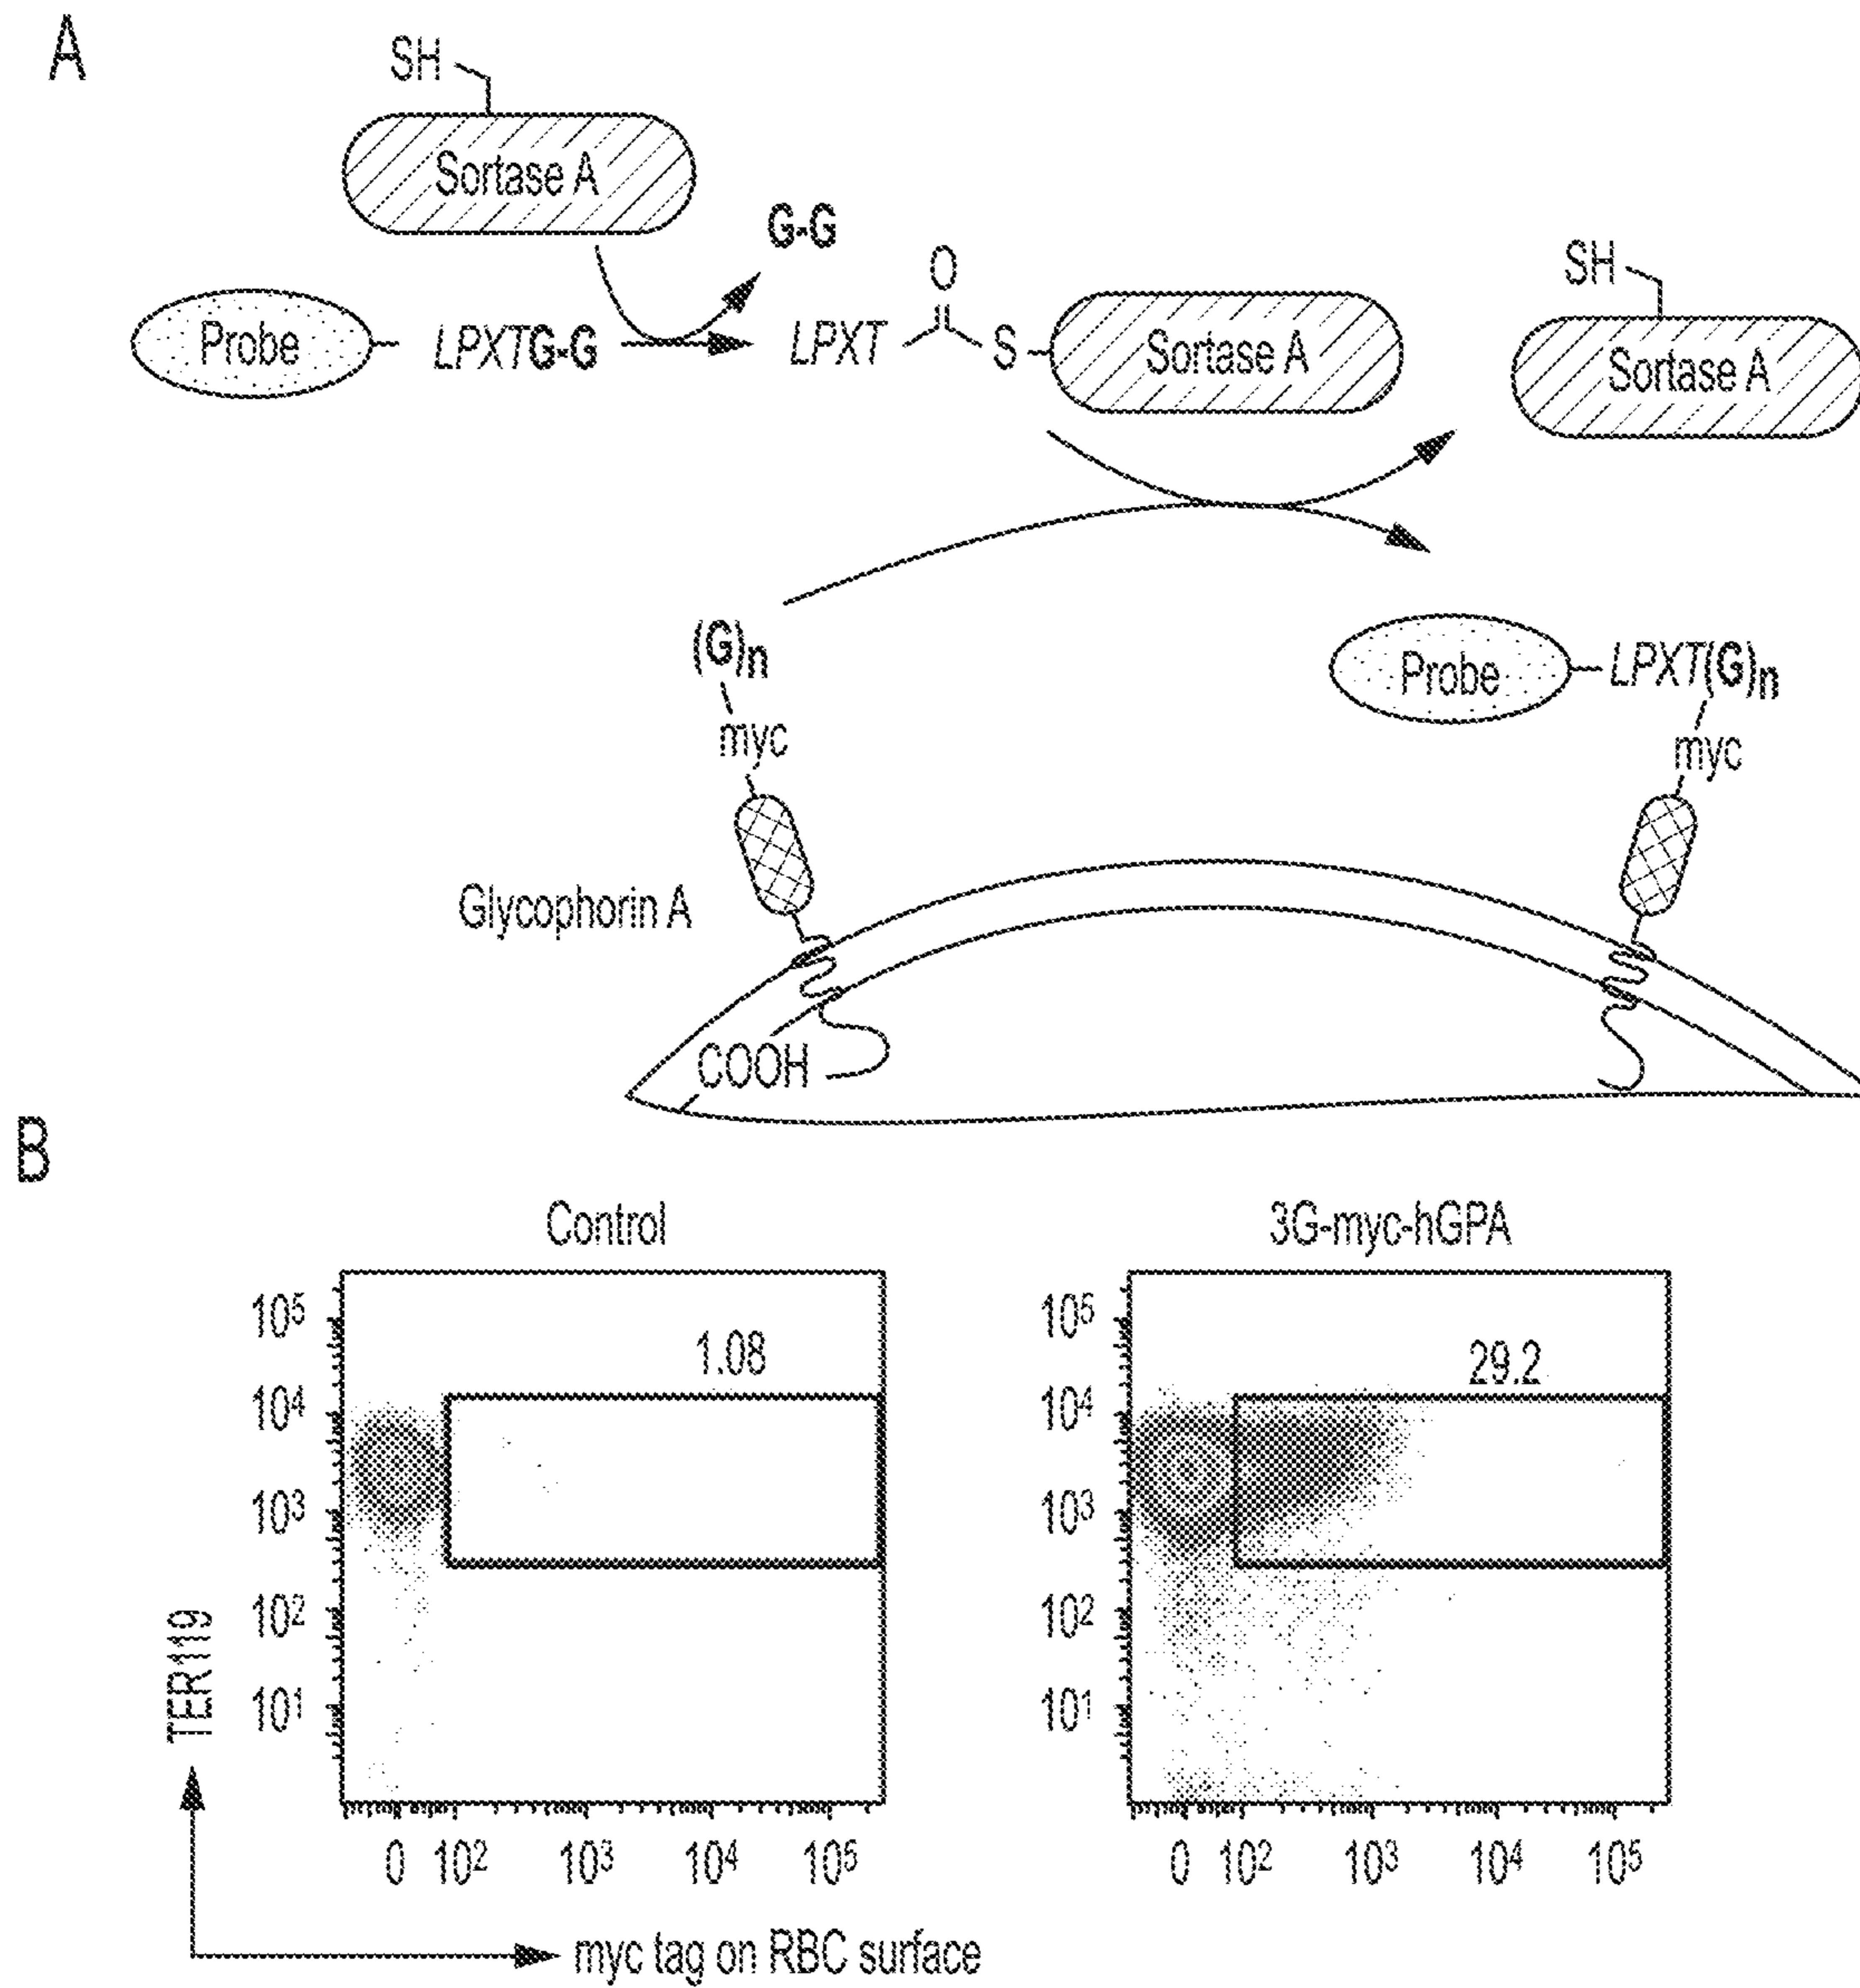 A
SH
Sortase A
G-G
Probe
LPXTG-G
LPXT
O
S
Sortase A
SH
Sortase A
(G)n
myc
Probe
LPXT(G)n
myc
Glycophorin A
COOH
B
Control
3G-myc-hGPA
10⁵
10⁴
10³
10²
10¹
1.08
10⁵
10⁴
10³
10²
10¹
29.2
TER119
0 10² 10³ 10⁴ 10⁵
0 10² 10³ 10⁴ 10⁵
myc tag on RBC surface